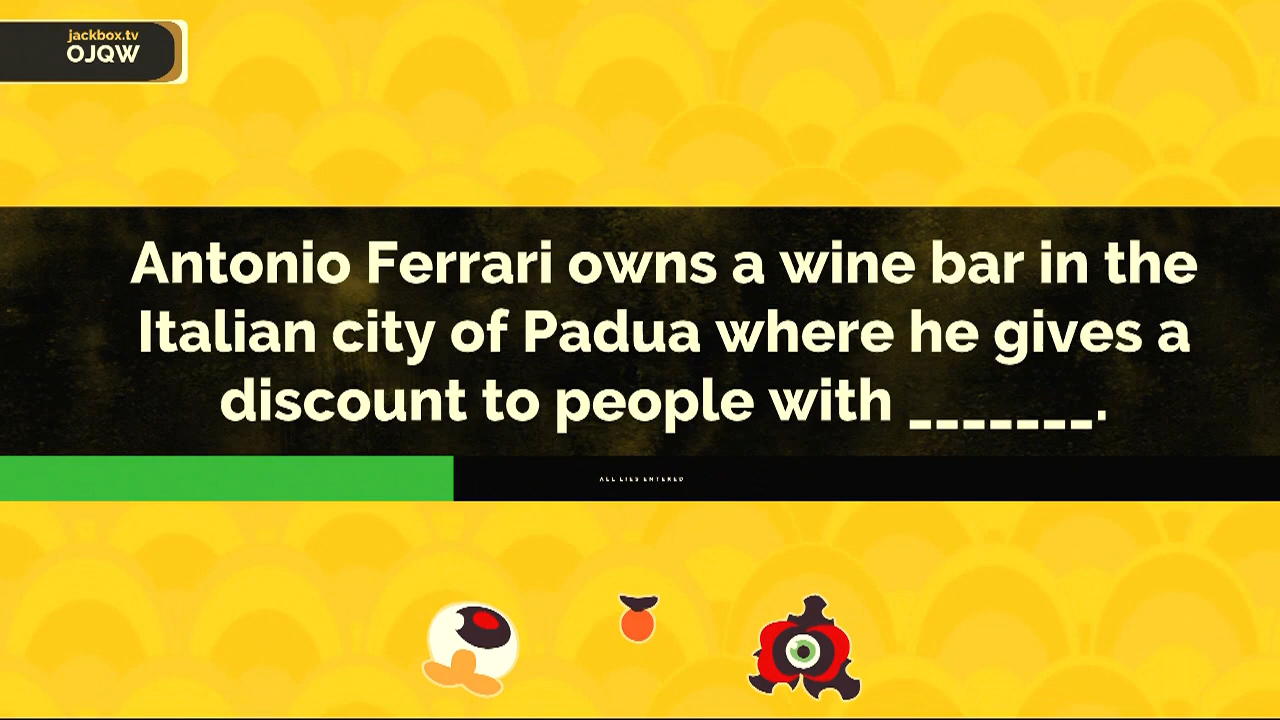 jackbox.tv
OJQW
Antonio Ferrari owns a wine bar in the
Italian city of Padua where he gives a
discount to people with _______.
ALL LIES ENTERED